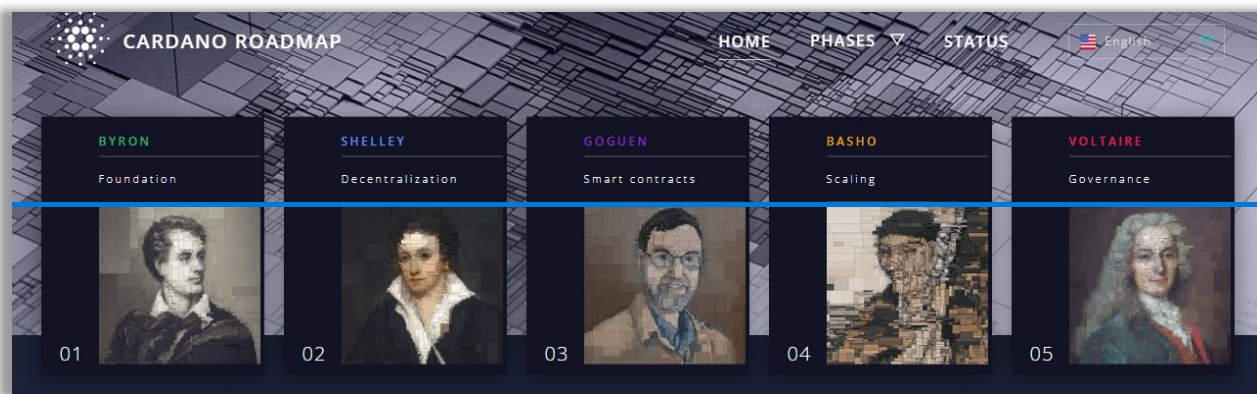 CARDANO ROADMAP
HOME PHASES STATUS English
BYRON
Foundation
01
SHELLEY
Decentralization
02
GOGUEN
Smart contracts
03
BASHO
Scaling
04
VOLTAIRE
Governance
05